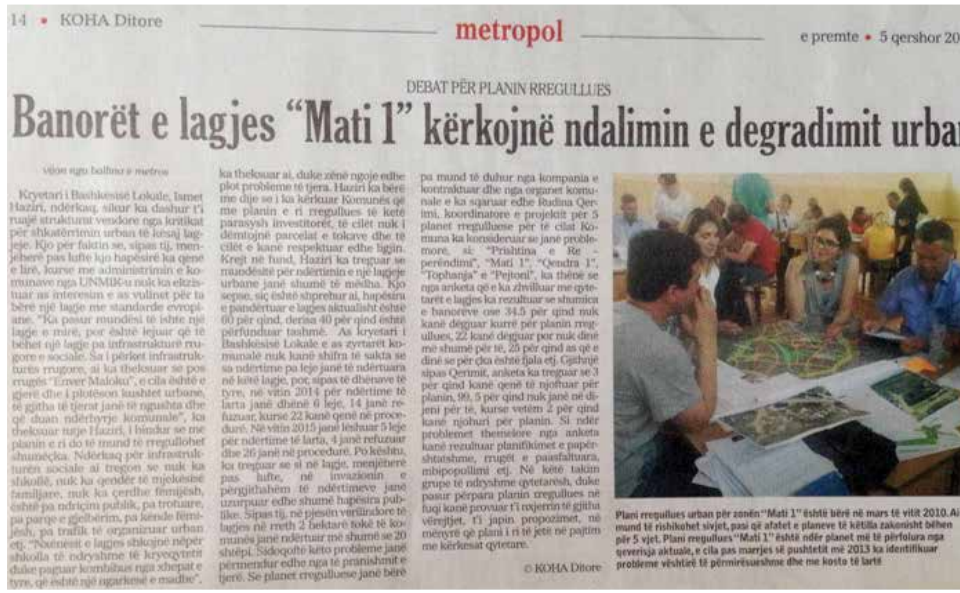 14 • KOHA Ditore
metropol
e premte • 5 qershor 20
DEBAT PËR PLANIN RREGULLUES
Banorët e lagjes “Mati 1” kërkojnë ndalimin e degradimit urban
vijon nga ballina e metros
Kryetari i Bashkësisë Lokale, Ismet
Haziri, ndërkaq, sikur ka dashur t’i
ruajë strukturat vendore nga kritikat
për shkatërrimin urban të kësaj lag-
jeje. Kjo për faktin se, sipas tij, men-
jëherë pas lufte kjo hapësirë ka qenë
e lirë, kurse me administrimin e ko-
munave nga UNMIK-u nuk ka ekzis-
tuar as interesim e as vullnet për ta
bërë një lagje me standarde evropi-
ane. “Ka pasur mundësi të ishte një
lagje e mirë, por është lejuar që të
bëhet një lagje pa infrastrukturë rru-
gore e sociale. Sa i përket infrastruk-
turës rrugore, ai ka theksuar se pos
rrugës “Enver Maloku”, e cila është e
gjerë dhe i plotëson kushtet urbane,
të gjitha të tjerat janë të ngushta dhe
që duan ndërhyrje komunale”, ka
theksuar tutje Haziri, i bindur se me
planin e ri do të mund të rregullohet
shumëçka. Ndërkaq për infrastruk-
turën sociale ai tregon se nuk ka
shkollë, nuk ka qendër të mjekësisë
familjare, nuk ka çerdhe fëmijësh,
është pa ndriçim publik, pa trotuare,
pa parqe e gjelbërim, pa kënde fëmi-
jësh, pa trafik të organizuar urban
etj. “Nxënësit e lagjes shkojnë nëpër
shkolla të ndryshme të kryeqytetit
duke paguar kombibus nga xhepat e
tyre, që është një ngarkesë e madhe”,
ka theksuar ai, duke zënë ngoje edhe
plot probleme të tjera. Haziri ka bërë
me dije se i ka kërkuar Komunës që
me planin e ri rregullues të ketë
parasysh investitorët, të cilët nuk i
dëmtojnë parcelat e tokave dhe të
cilët e kanë respektuar edhe ligjin.
Krejt në fund, Haziri ka treguar se
mundësitë për ndërtimin e një lagjeje
urbane janë shumë të mëdha. Kjo
sepse, siç është shprehur ai, hapësira
e pandërtuar e lagjes aktualisht është
60 për qind, derisa 40 për qind është
përfunduar tashmë. As kryetari i
Bashkësisë Lokale e as zyrtarët ko-
munalë nuk kanë shifra të sakta se
sa ndërtime pa leje janë të ndërtuara
në këtë lagje, por, sipas të dhënave të
tyre, në vitin 2014 për ndërtime të
larta janë dhënë 6 leje, 14 janë re-
fuzuar, kurse 22 kanë qenë në proce-
durë. Në vitin 2015 janë lëshuar 5 leje
për ndërtime të larta, 4 janë refuzuar
dhe 26 janë në procedurë. Po kështu,
ka treguar se si në lagje, menjëherë
pas lufte, në invazionin e
përgjithshëm të ndërtimeve janë
uzurpuar edhe shumë hapësira pub-
like. Sipas tij, në pjesën verilindore të
lagjes në rreth 2 hektarë tokë të ko-
munës janë ndërtuar më shumë se 20
shtëpi. Sidoqoftë këto probleme janë
përmendur edhe nga të pranishmit e
tjerë. Se planet rregulluese janë bërë
pa mund të duhur nga kompania e
kontraktuar dhe nga organet komu-
nale e ka sqaruar edhe Rudina Qer-
imi, koordinatore e projektit për 5
planet rregulluese për të cilat Ko-
muna ka konsideruar se janë proble-
more, si: “Prishtina e Re –
perëndimi”, “Mati 1”, “Qendra 1”,
“Tophanja” e “Pejtoni”, ka thënë se
nga anketa që e ka zhvilluar me qyte-
tarët e lagjes ka rezultuar se shumica
e banorëve ose 34.5 për qind nuk
kanë dëgjuar kurrë për planin rreg-
ullues, 22 kanë dëgjuar por nuk dinë
më shumë për të, 25 për qind as që e
dinë se për çka është fjala etj. Gjithnjë
sipas Qerimit, anketa ka treguar se 3
për qind kanë qenë të njoftuar për
planin, 99, 5 për qind nuk janë në di-
jeni për të, kurse vetëm 2 për qind
kanë njohuri për planin. Si ndër
problemet themelore nga anketa
kanë rezultuar planifikimet e papër-
shtatshme, rrugët e paasfaltuara,
mbipopullimi etj. Në këtë takim
grupe të ndryshme qytetarësh, duke
pasur përpara planin rregullues në
fuqi kanë provuar t’i nxjerrin të gjitha
vërejtjet, t’i japin propozimet, në
mënyrë që plani i ri të jetë në pajtim
me kërkesat qytetare.
© KOHA Ditore
Plani rregullues urban për zonën “Mati 1” është bërë në mars të vitit 2010. Ai
mund të rishikohet sivjet, pasi që afatet e planeve të këtilla zakonisht bëhen
për 5 vjet. Plani rregullues “Mati 1” është ndër planet më të përfolura nga
qeverisja aktuale, e cila pas marrjes së pushtetit më 2013 ka identifikuar
probleme vështirë të përmirësueshme dhe me kosto të lartë